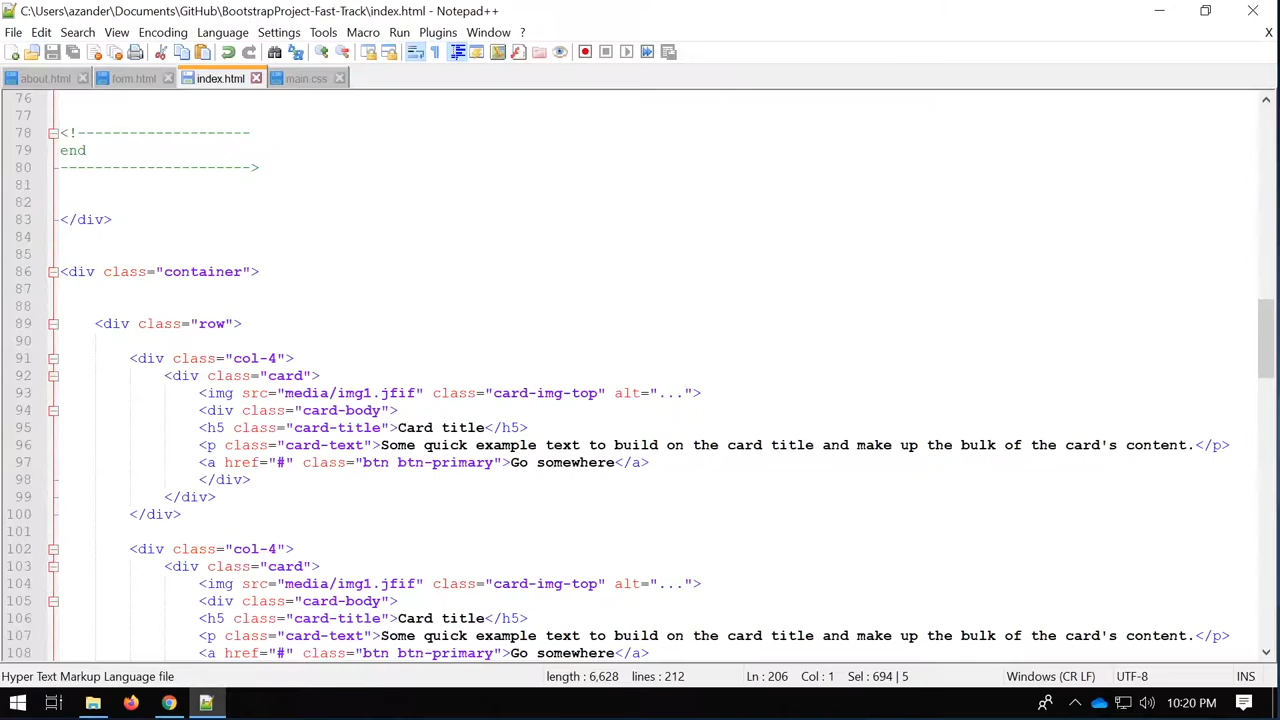 C:\Users\azander\Documents\GitHub\BootstrapProject-Fast-Track\index.html - Notepad++
File Edit Search View Encoding Language Settings Tools Macro Run Plugins Window ? X
about.html form.html index.html main.css
76
77
78 <!--------------------
79 end
80 ---------------------->
81
82
83 </div>
84
85
86 <div class="container">
87
88
89 <div class="row">
90
91 <div class="col-4">
92 <div class="card">
93 <img src="media/img1.jfif" class="card-img-top" alt="...">
94 <div class="card-body">
95 <h5 class="card-title">Card title</h5>
96 <p class="card-text">Some quick example text to build on the card title and make up the bulk of the card's content.</p>
97 <a href="#" class="btn btn-primary">Go somewhere</a>
98 </div>
99 </div>
100 </div>
101
102 <div class="col-4">
103 <div class="card">
104 <img src="media/img1.jfif" class="card-img-top" alt="...">
105 <div class="card-body">
106 <h5 class="card-title">Card title</h5>
107 <p class="card-text">Some quick example text to build on the card title and make up the bulk of the card's content.</p>
108 <a href="#" class="btn btn-primary">Go somewhere</a>
Hyper Text Markup Language file length : 6,628 lines : 212 Ln : 206 Col : 1 Sel : 694 | 5 Windows (CR LF) UTF-8 INS
10:20 PM